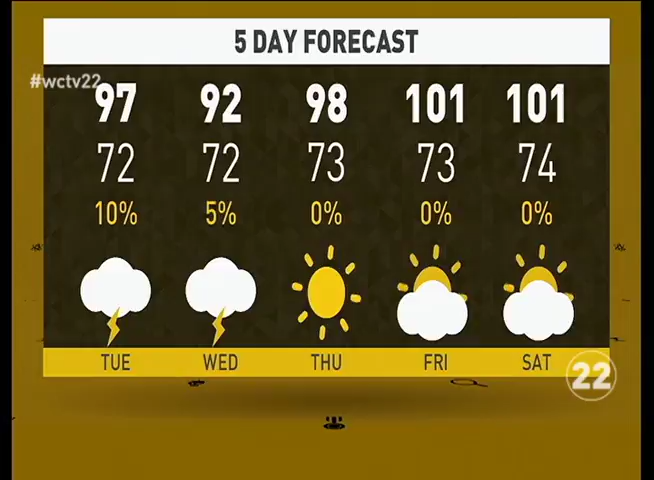 5 DAY FORECAST
#wctv22
97 92 98 101 101
72 72 73 73 74
10% 5% 0% 0% 0%
TUE WED THU FRI SAT
22